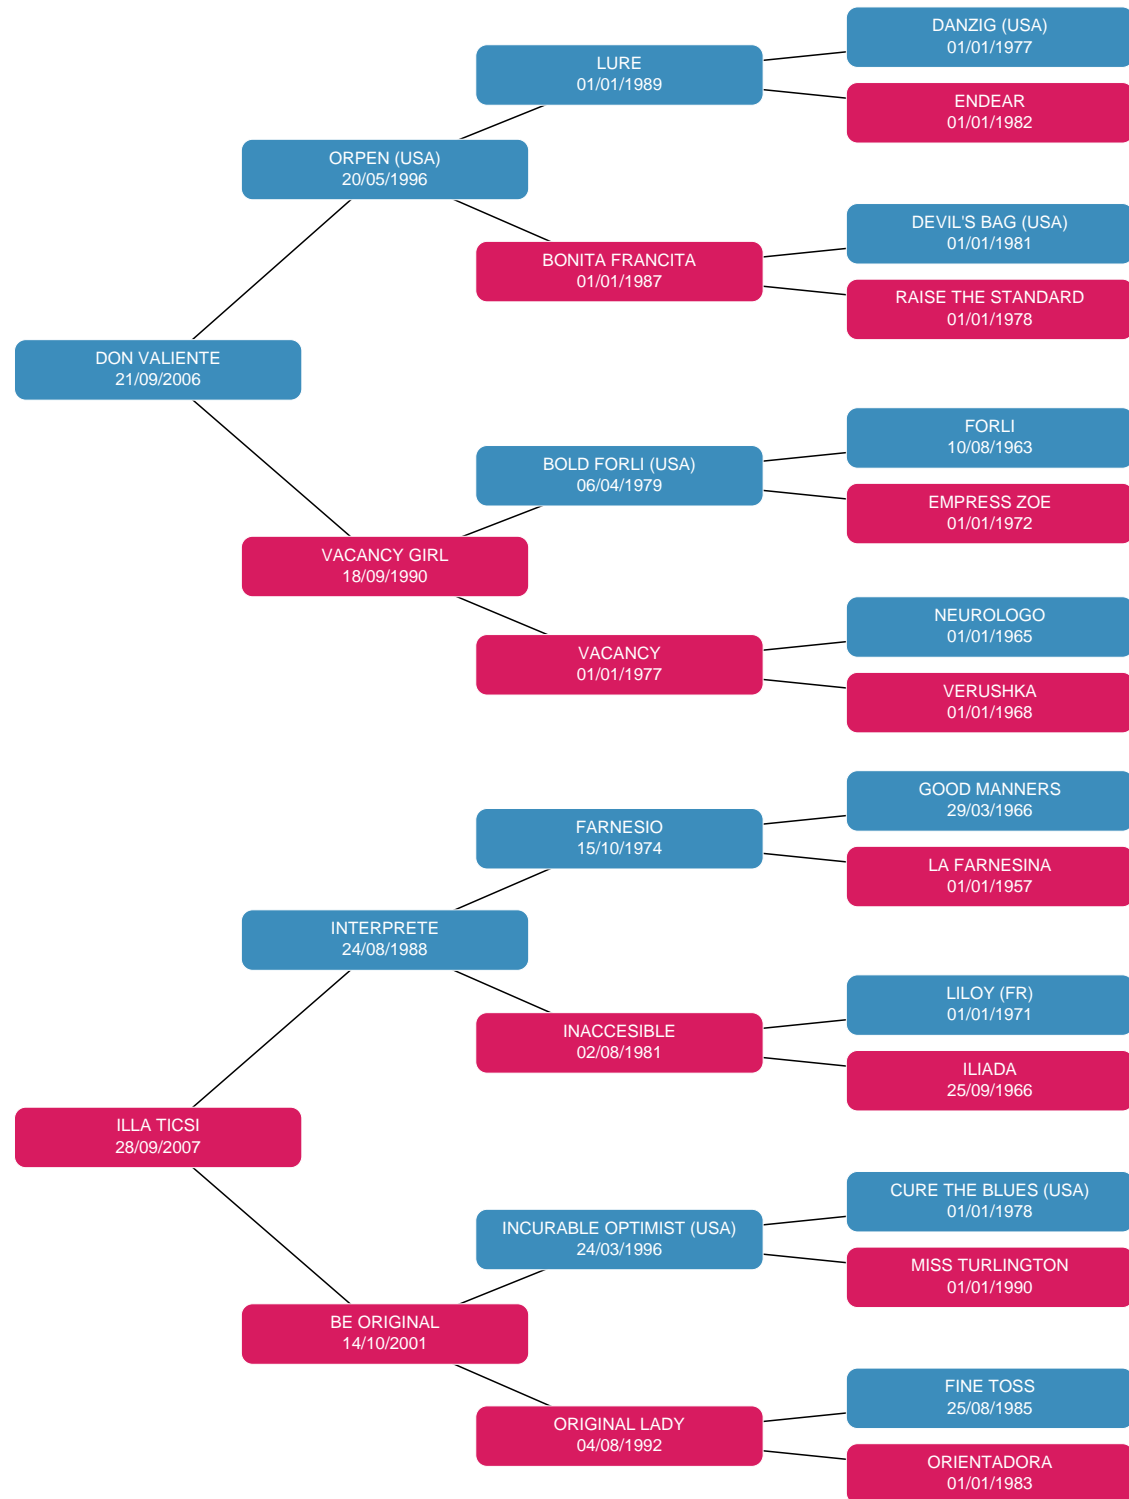 DANZIG (USA)
01/01/1977
LURE
01/01/1989
ENDEAR
01/01/1982
ORPEN (USA)
20/05/1996
DEVIL'S BAG (USA)
01/01/1981
BONITA FRANCITA
01/01/1987
RAISE THE STANDARD
01/01/1978
DON VALIENTE
21/09/2006
FORLI
10/08/1963
BOLD FORLI (USA)
06/04/1979
EMPRESS ZOE
01/01/1972
VACANCY GIRL
18/09/1990
NEUROLOGO
01/01/1965
VACANCY
01/01/1977
VERUSHKA
01/01/1968
GOOD MANNERS
29/03/1966
FARNESIO
15/10/1974
LA FARNESINA
01/01/1957
INTERPRETE
24/08/1988
LILOY (FR)
01/01/1971
INACCESIBLE
02/08/1981
ILIADA
25/09/1966
ILLA TICSI
28/09/2007
CURE THE BLUES (USA)
01/01/1978
INCURABLE OPTIMIST (USA)
24/03/1996
MISS TURLINGTON
01/01/1990
BE ORIGINAL
14/10/2001
FINE TOSS
25/08/1985
ORIGINAL LADY
04/08/1992
ORIENTADORA
01/01/1983